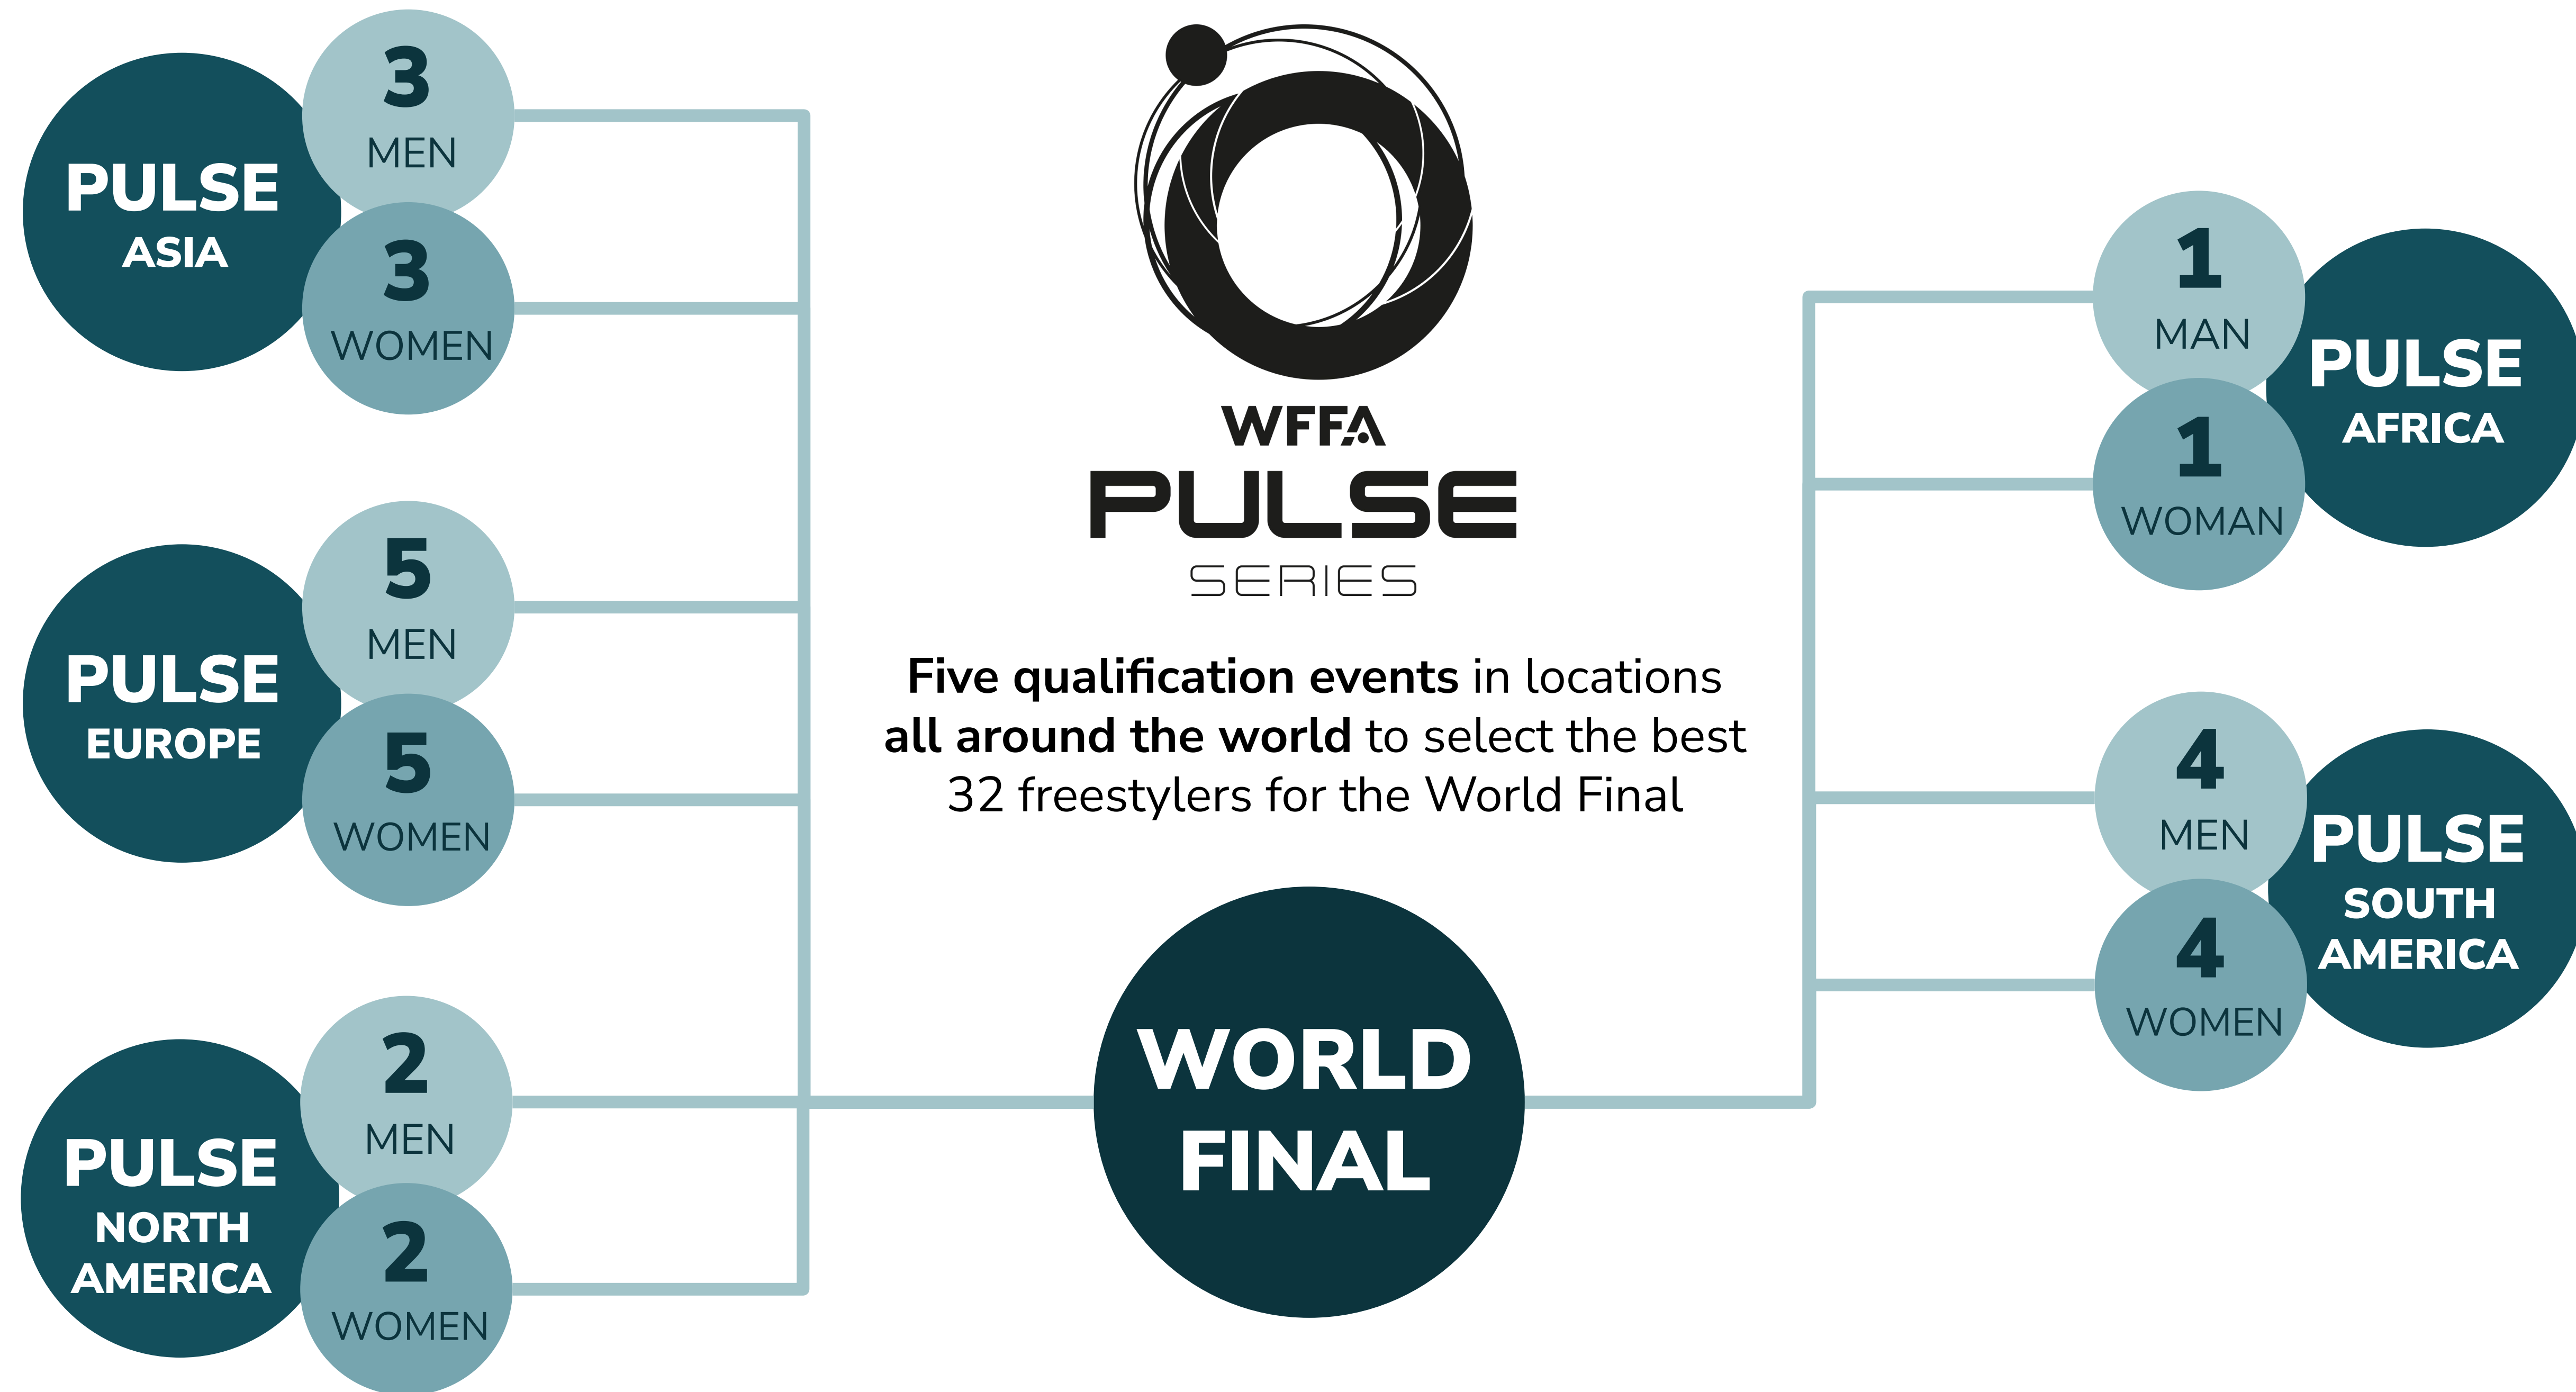 3
MEN
PULSE
ASIA
3
WOMEN
5
MEN
PULSE
EUROPE
5
WOMEN
2
MEN
PULSE
NORTH
AMERICA
2
WOMEN
WFFA
PULSE
SERIES
Five qualification events in locations
all around the world to select the best
32 freestylers for the World Final
WORLD
FINAL
1
MAN
PULSE
AFRICA
1
WOMAN
4
MEN
PULSE
SOUTH
AMERICA
4
WOMEN